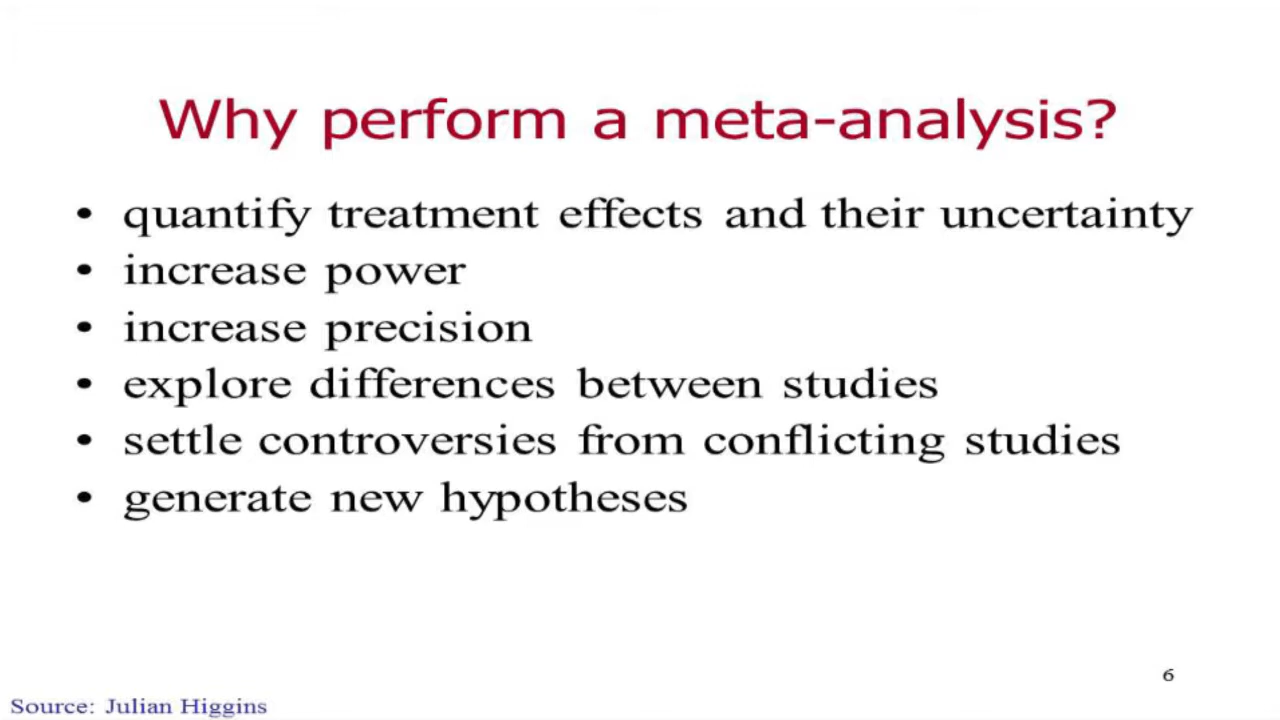 Why perform a meta-analysis?
• quantify treatment effects and their uncertainty
• increase power
• increase precision
• explore differences between studies
• settle controversies from conflicting studies
• generate new hypotheses
6
Source: Julian Higgins